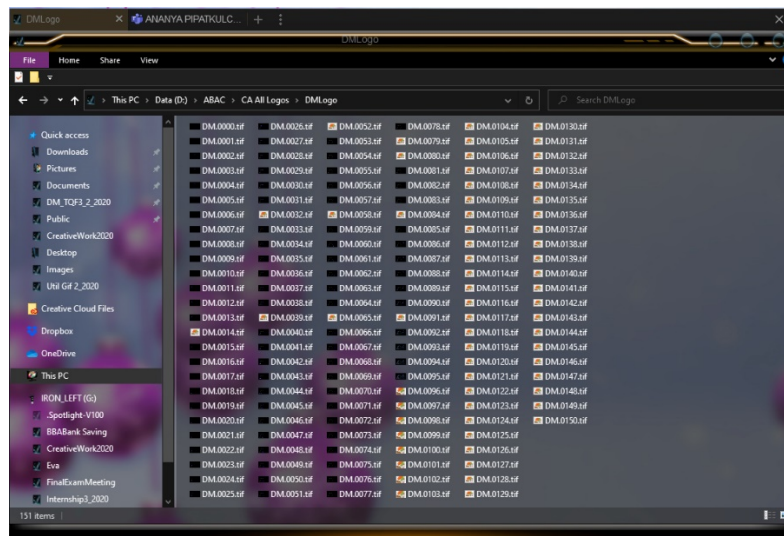 DMLogo
ANANYA PIPATKULC...
DMLogo
File Home Share View
This PC > Data (D:) > ABAC > CA All Logos > DMLogo
Search DMLogo
Quick access
Downloads
Pictures
Documents
DM_TQF3_2_2020
Public
CreativeWork2020
Desktop
Images
Util Gif 2_2020
Creative Cloud Files
Dropbox
OneDrive
This PC
IRON_LEFT (G:)
.Spotlight-V100
BBABank Saving
CreativeWork2020
Eva
FinalExamMeeting
Internship3_2020
DM.0000.tif DM.0026.tif DM.0052.tif DM.0078.tif DM.0104.tif DM.0130.tif
DM.0001.tif DM.0027.tif DM.0053.tif DM.0079.tif DM.0105.tif DM.0131.tif
DM.0002.tif DM.0028.tif DM.0054.tif DM.0080.tif DM.0106.tif DM.0132.tif
DM.0003.tif DM.0029.tif DM.0055.tif DM.0081.tif DM.0107.tif DM.0133.tif
DM.0004.tif DM.0030.tif DM.0056.tif DM.0082.tif DM.0108.tif DM.0134.tif
DM.0005.tif DM.0031.tif DM.0057.tif DM.0083.tif DM.0109.tif DM.0135.tif
DM.0006.tif DM.0032.tif DM.0058.tif DM.0084.tif DM.0110.tif DM.0136.tif
DM.0007.tif DM.0033.tif DM.0059.tif DM.0085.tif DM.0111.tif DM.0137.tif
DM.0008.tif DM.0034.tif DM.0060.tif DM.0086.tif DM.0112.tif DM.0138.tif
DM.0009.tif DM.0035.tif DM.0061.tif DM.0087.tif DM.0113.tif DM.0139.tif
DM.0010.tif DM.0036.tif DM.0062.tif DM.0088.tif DM.0114.tif DM.0140.tif
DM.0011.tif DM.0037.tif DM.0063.tif DM.0089.tif DM.0115.tif DM.0141.tif
DM.0012.tif DM.0038.tif DM.0064.tif DM.0090.tif DM.0116.tif DM.0142.tif
DM.0013.tif DM.0039.tif DM.0065.tif DM.0091.tif DM.0117.tif DM.0143.tif
DM.0014.tif DM.0040.tif DM.0066.tif DM.0092.tif DM.0118.tif DM.0144.tif
DM.0015.tif DM.0041.tif DM.0067.tif DM.0093.tif DM.0119.tif DM.0145.tif
DM.0016.tif DM.0042.tif DM.0068.tif DM.0094.tif DM.0120.tif DM.0146.tif
DM.0017.tif DM.0043.tif DM.0069.tif DM.0095.tif DM.0121.tif DM.0147.tif
DM.0018.tif DM.0044.tif DM.0070.tif DM.0096.tif DM.0122.tif DM.0148.tif
DM.0019.tif DM.0045.tif DM.0071.tif DM.0097.tif DM.0123.tif DM.0149.tif
DM.0020.tif DM.0046.tif DM.0072.tif DM.0098.tif DM.0124.tif DM.0150.tif
DM.0021.tif DM.0047.tif DM.0073.tif DM.0099.tif DM.0125.tif
DM.0022.tif DM.0048.tif DM.0074.tif DM.0100.tif DM.0126.tif
DM.0023.tif DM.0049.tif DM.0075.tif DM.0101.tif DM.0127.tif
DM.0024.tif DM.0050.tif DM.0076.tif DM.0102.tif DM.0128.tif
DM.0025.tif DM.0051.tif DM.0077.tif DM.0103.tif DM.0129.tif
151 items